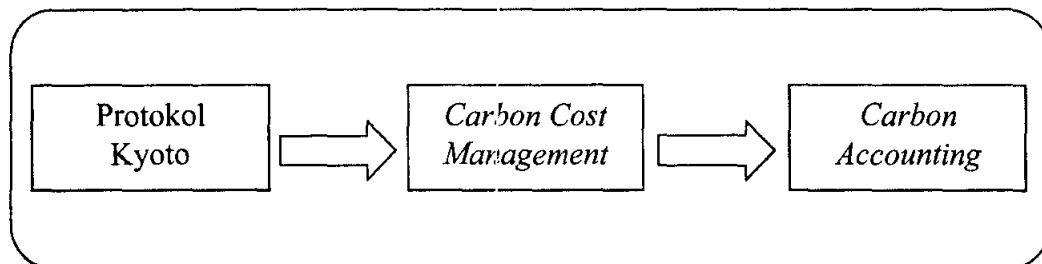 Protokol
Kyoto
Carbon Cost
Management
Carbon
Accounting